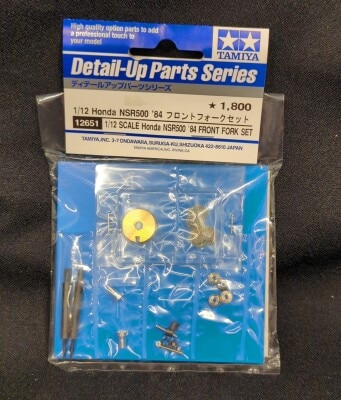 High quality option parts to add
a professional touch to
your model!
TAMIYA
Detail-Up Parts Series
ディテールアップパーツシリーズ
★ 1,800
1/12 Honda NSR500 '84 フロントフォークセット
12651 1/12 SCALE Honda NSR500 '84 FRONT FORK SET
TAMIYA,INC. 3-7 ONDAWARA,SURUGA-KU,SHIZUOKA 422-8610 JAPAN